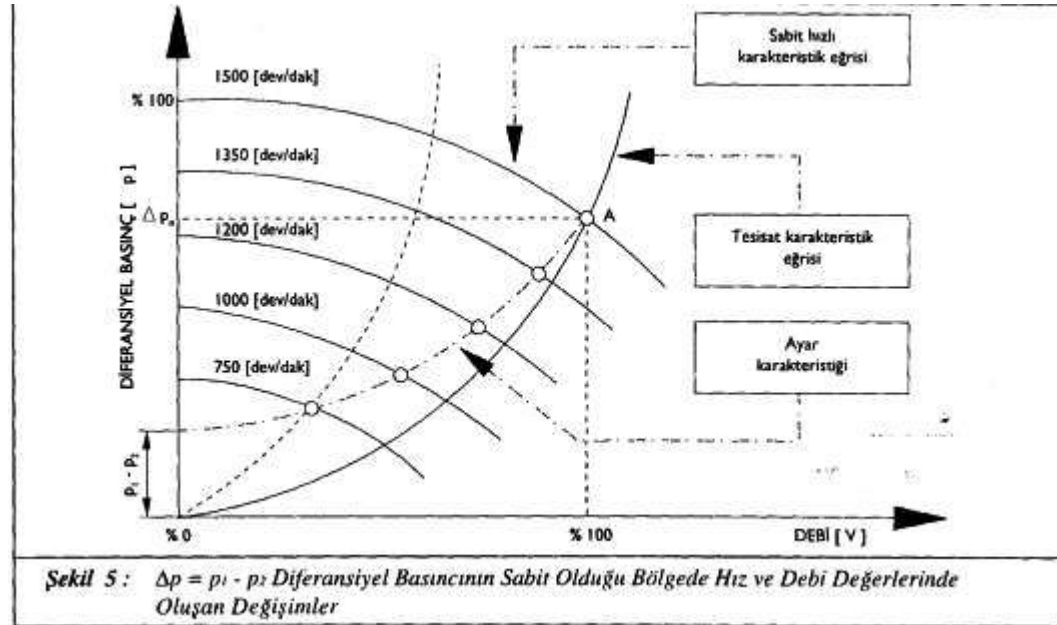 Sabit hızlı
karakteristik eğrisi
1500 [dev/dak]
% 100
1350 [dev/dak]
DİFERANSİYEL BASINÇ [ p]
Δ Pₐ
A
1200 [dev/dak]
Tesisat karakteristik
eğrisi
1000 [dev/dak]
Ayar
karakteristiği
750 [dev/dak]
P₁ - P₂
% 0
% 100
DEBİ [ V ]
Şekil 5 : Δp = p₁ - p₂ Diferansiyel Basıncının Sabit Olduğu Bölgede Hız ve Debi Değerlerinde
Oluşan Değişimler